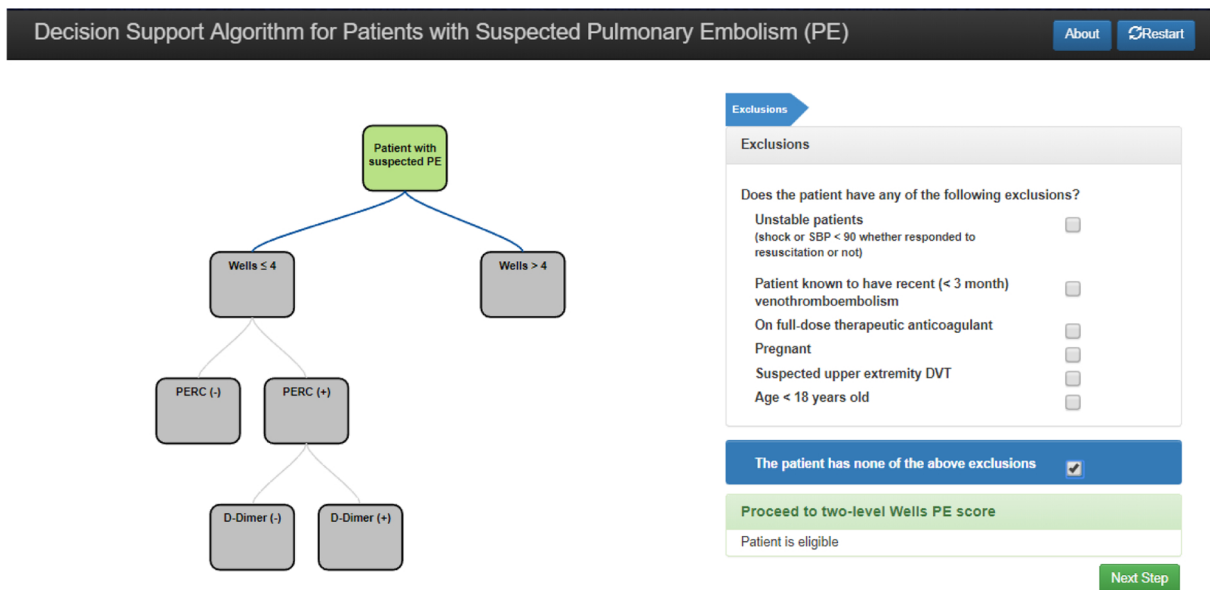 Decision Support Algorithm for Patients with Suspected Pulmonary Embolism (PE)
About
Restart
Patient with
suspected PE
Wells ≤ 4
Wells > 4
PERC (-)
PERC (+)
D-Dimer (-)
D-Dimer (+)
Exclusions
Exclusions
Does the patient have any of the following exclusions?
Unstable patients
(shock or SBP < 90 whether responded to
resuscitation or not)
Patient known to have recent (< 3 month)
venothromboembolism
On full-dose therapeutic anticoagulant
Pregnant
Suspected upper extremity DVT
Age < 18 years old
The patient has none of the above exclusions
Proceed to two-level Wells PE score
Patient is eligible
Next Step